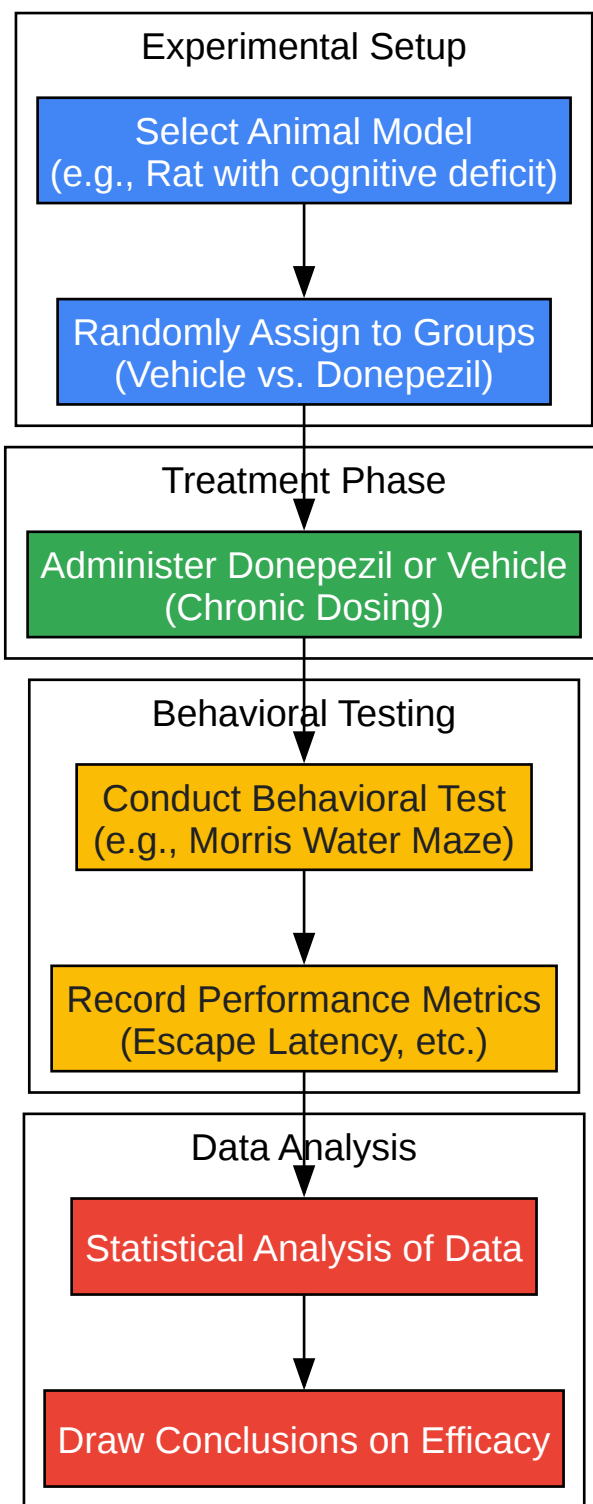 Experimental Setup
Select Animal Model
(e.g., Rat with cognitive deficit)
Randomly Assign to Groups
(Vehicle vs. Donepezil)
Treatment Phase
Administer Donepezil or Vehicle
(Chronic Dosing)
Behavioral Testing
Conduct Behavioral Test
(e.g., Morris Water Maze)
Record Performance Metrics
(Escape Latency, etc.)
Data Analysis
Statistical Analysis of Data
Draw Conclusions on Efficacy